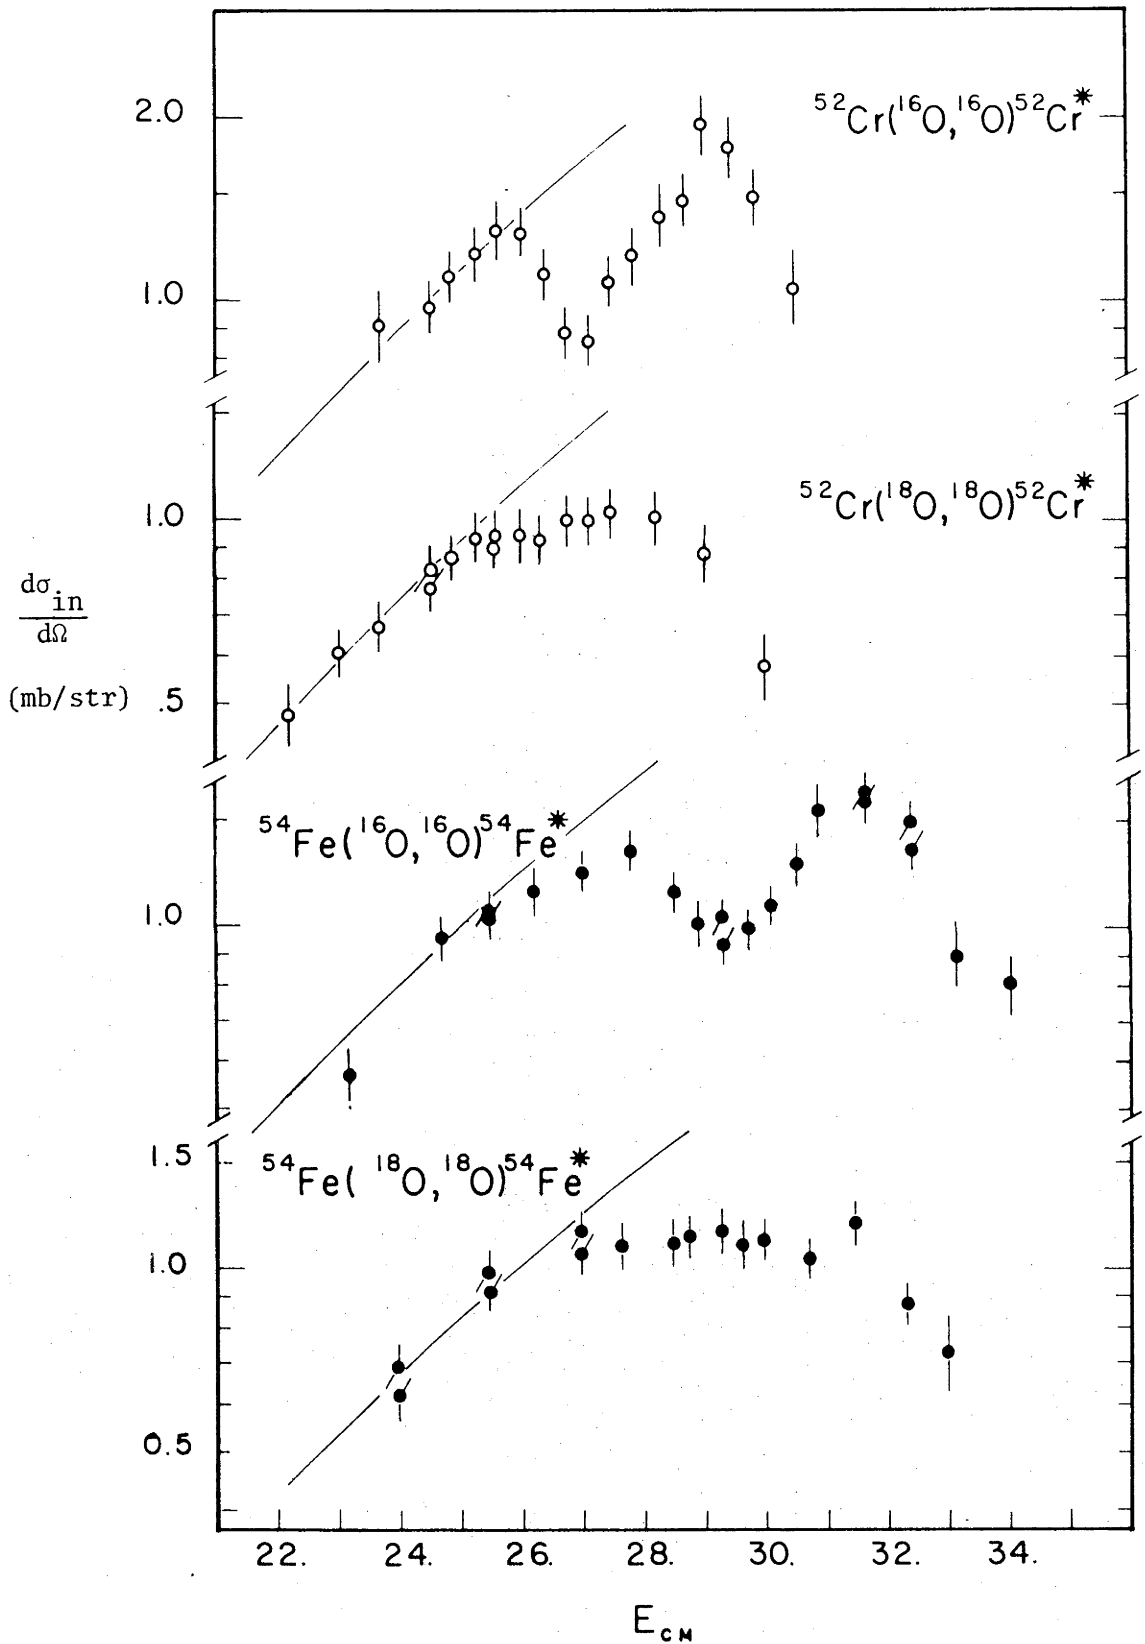 2.0
⁵²Cr(¹⁶O,¹⁶O)⁵²Cr*
1.0
1.0
⁵²Cr(¹⁸O,¹⁸O)⁵²Cr*
dσ_in
dΩ
(mb/str)
.5
⁵⁴Fe(¹⁶O,¹⁶O)⁵⁴Fe*
1.0
1.5
⁵⁴Fe( ¹⁸O,¹⁸O)⁵⁴Fe*
1.0
0.5
22. 24. 26. 28. 30. 32. 34.
E_CM